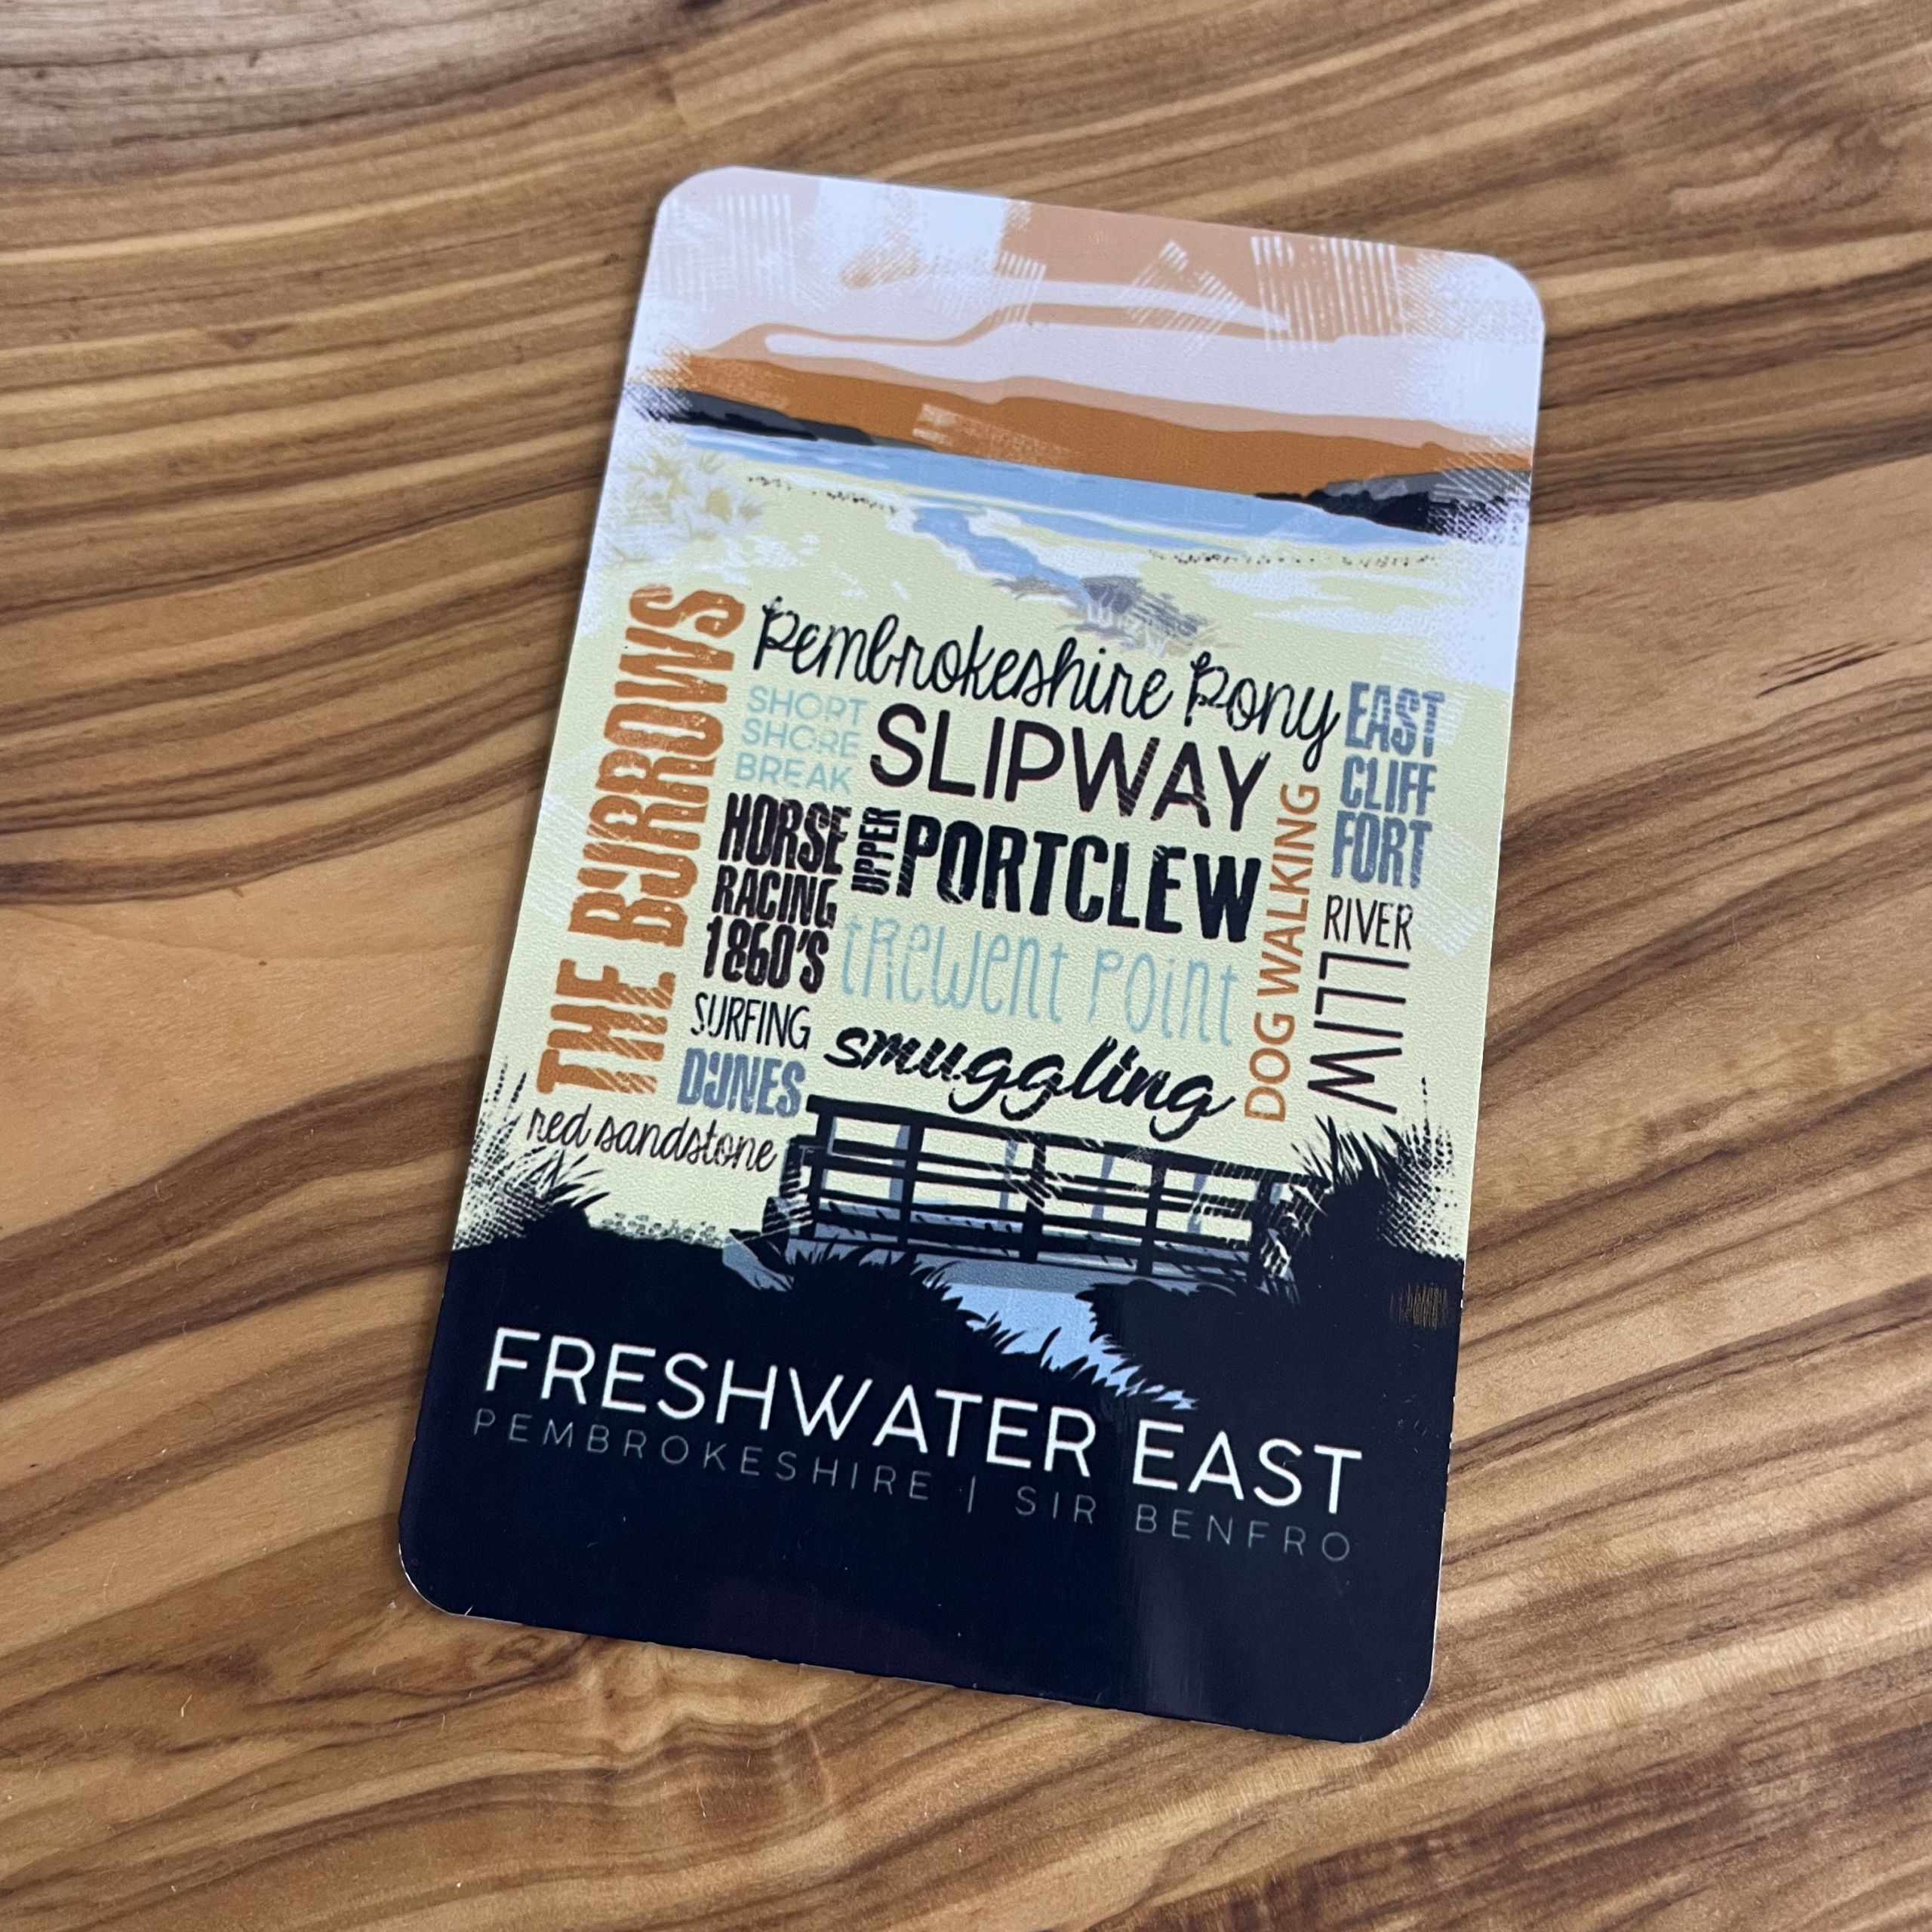 THE BURROWS
Pembrokeshire Pony
SHORT
SHORE
BREAK
SLIPWAY
EAST
CLIFF
FORT
HORSE
RACING
1860'S
UPPER
PORTCLEW
DOG WALKING
RIVER
LLIW
tRewent Point
SURFING
DUNES
smuggling
red sandstone
FRESHWATER EAST
PEMBROKESHIRE | SIR BENFRO